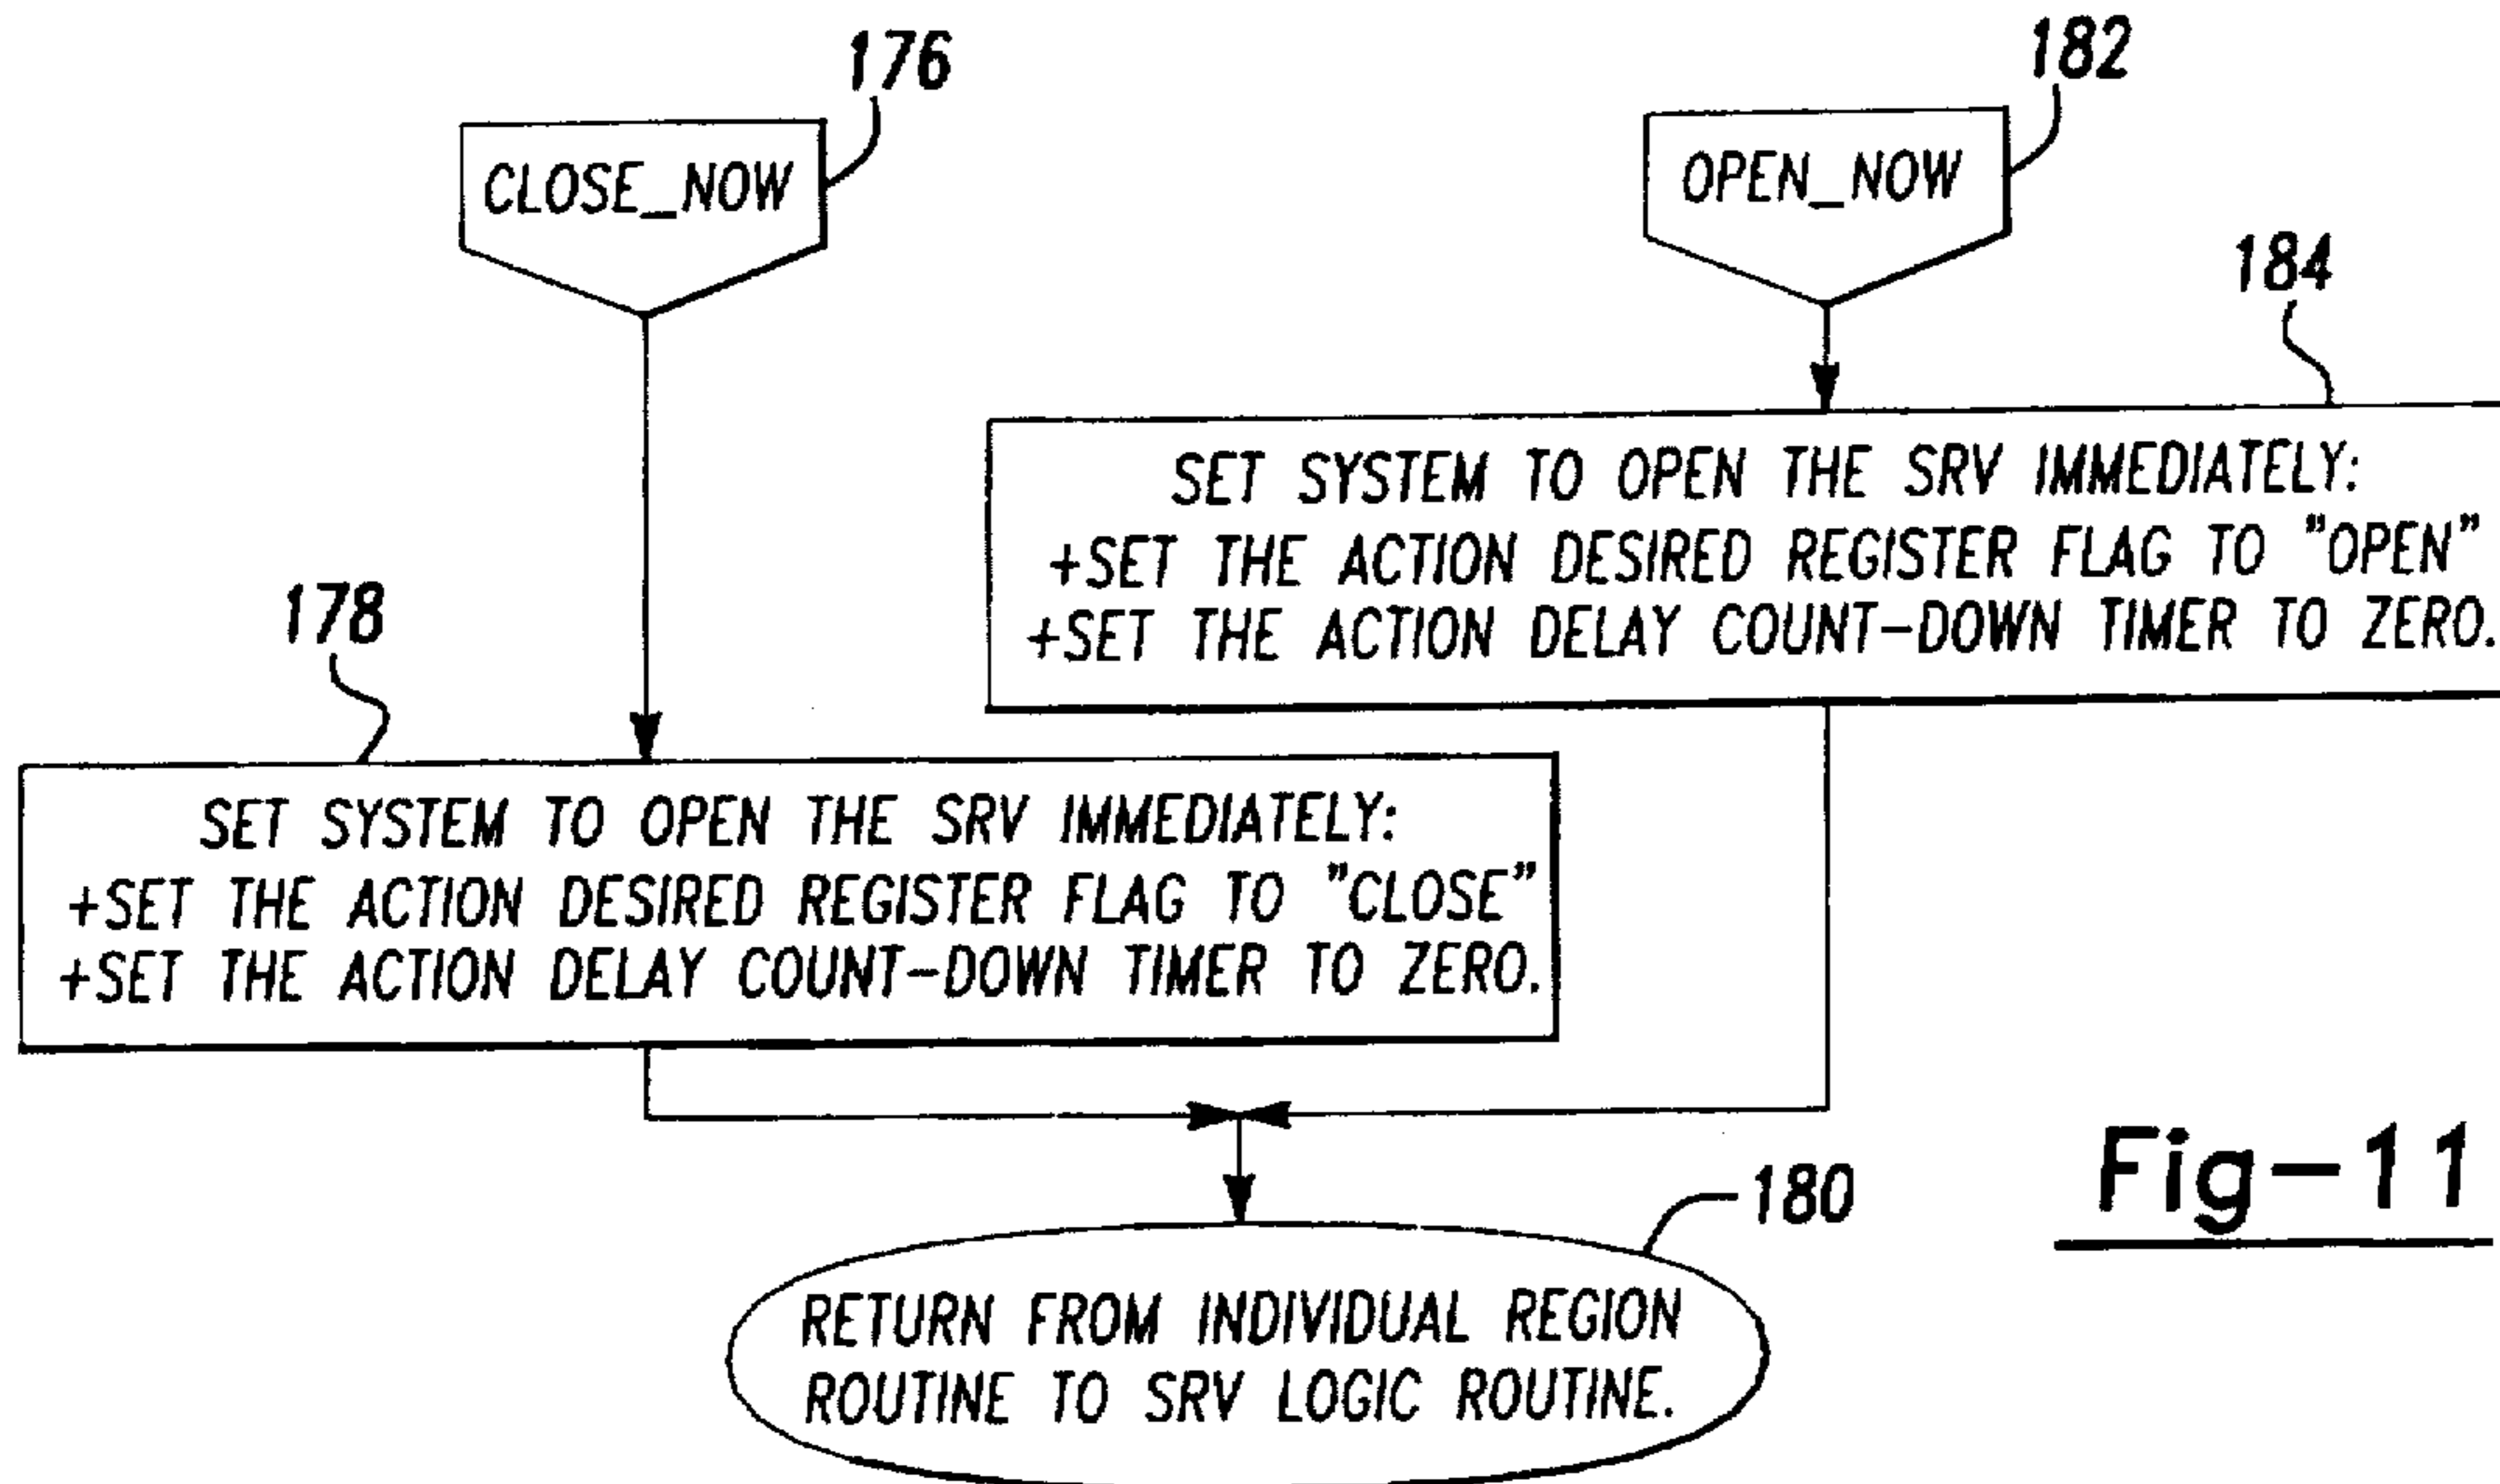 176
CLOSE_NOW
182
OPEN_NOW
184
SET SYSTEM TO OPEN THE SRV IMMEDIATELY:
+SET THE ACTION DESIRED REGISTER FLAG TO "OPEN"
+SET THE ACTION DELAY COUNT-DOWN TIMER TO ZERO.
178
SET SYSTEM TO OPEN THE SRV IMMEDIATELY:
+SET THE ACTION DESIRED REGISTER FLAG TO "CLOSE"
+SET THE ACTION DELAY COUNT-DOWN TIMER TO ZERO.
180
RETURN FROM INDIVIDUAL REGION
ROUTINE TO SRV LOGIC ROUTINE.
Fig-11